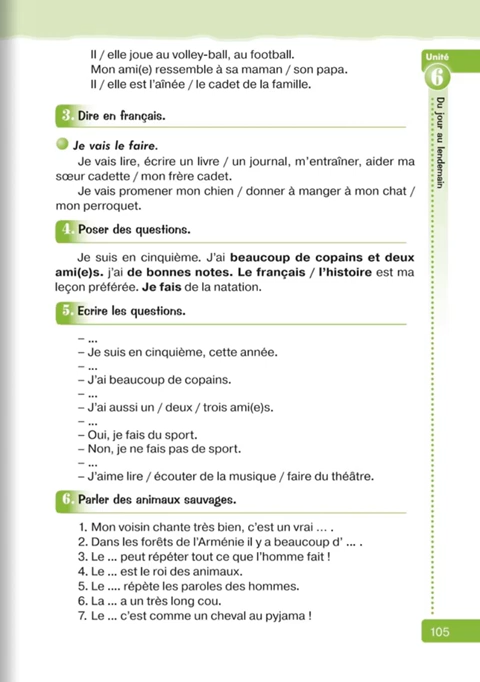 Il / elle joue au volley-ball, au football.
Mon ami(e) ressemble à sa maman / son papa.
Il / elle est l'aînée / le cadet de la famille.
Unité
6
Du jour au lendemain
3. Dire en français.
Je vais le faire.
Je vais lire, écrire un livre / un journal, m'entraîner, aider ma
sœur cadette / mon frère cadet.
Je vais promener mon chien / donner à manger à mon chat /
mon perroquet.
4. Poser des questions.
Je suis en cinquième. J'ai beaucoup de copains et deux
ami(e)s. j'ai de bonnes notes. Le français / l'histoire est ma
leçon préférée. Je fais de la natation.
5. Ecrire les questions.
– ...
– Je suis en cinquième, cette année.
– ...
– J'ai beaucoup de copains.
– ...
– J'ai aussi un / deux / trois ami(e)s.
– ...
– Oui, je fais du sport.
– Non, je ne fais pas de sport.
– ...
– J'aime lire / écouter de la musique / faire du théâtre.
6. Parler des animaux sauvages.
1. Mon voisin chante très bien, c'est un vrai ... .
2. Dans les forêts de l'Arménie il y a beaucoup d' ... .
3. Le ... peut répéter tout ce que l'homme fait !
4. Le ... est le roi des animaux.
5. Le .... répète les paroles des hommes.
6. La ... a un très long cou.
7. Le ... c'est comme un cheval au pyjama !
105